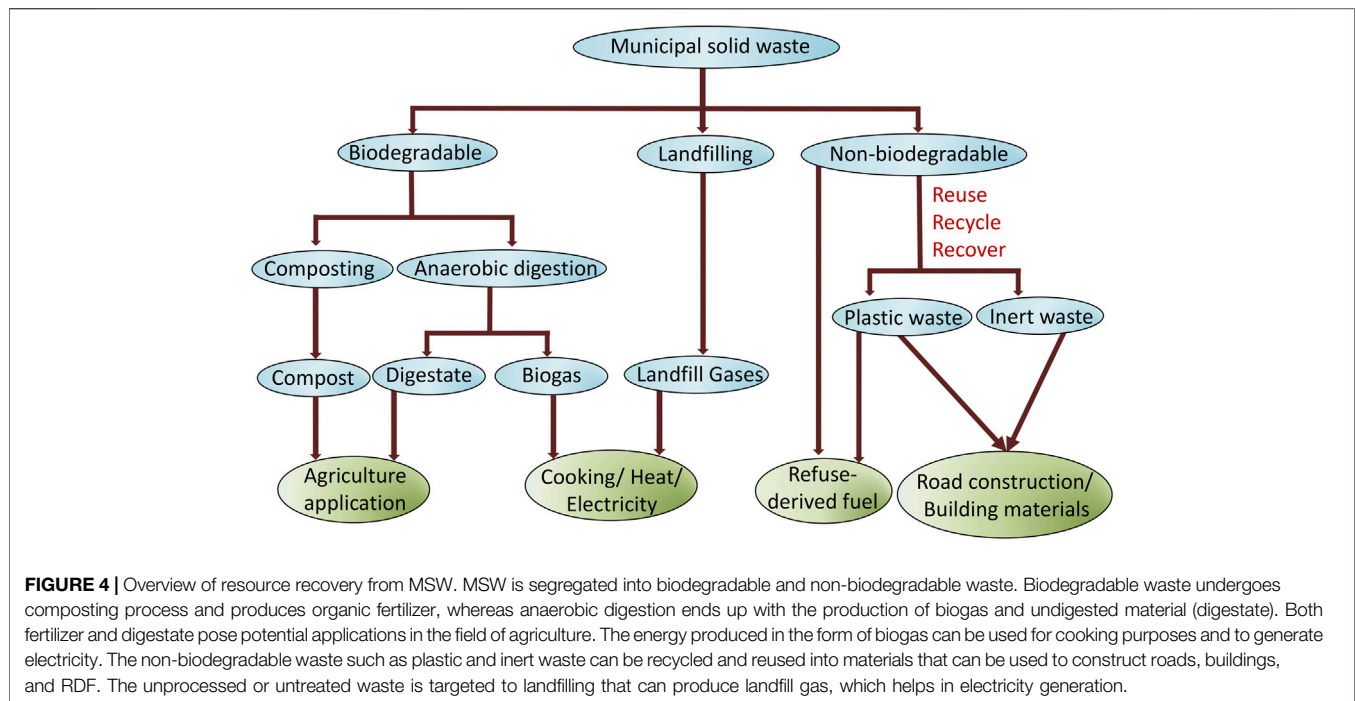 Municipal solid waste
Biodegradable
Landfilling
Non-biodegradable
Reuse
Recycle
Recover
Composting
Anaerobic digestion
Plastic waste
Inert waste
Compost
Digestate
Biogas
Landfill Gases
Agriculture
application
Cooking/ Heat/
Electricity
Refuse-
derived fuel
Road construction/
Building materials
FIGURE 4 | Overview of resource recovery from MSW. MSW is segregated into biodegradable and non-biodegradable waste. Biodegradable waste undergoes
composting process and produces organic fertilizer, whereas anaerobic digestion ends up with the production of biogas and undigested material (digestate). Both
fertilizer and digestate pose potential applications in the field of agriculture. The energy produced in the form of biogas can be used for cooking purposes and to generate
electricity. The non-biodegradable waste such as plastic and inert waste can be recycled and reused into materials that can be used to construct roads, buildings,
and RDF. The unprocessed or untreated waste is targeted to landfilling that can produce landfill gas, which helps in electricity generation.